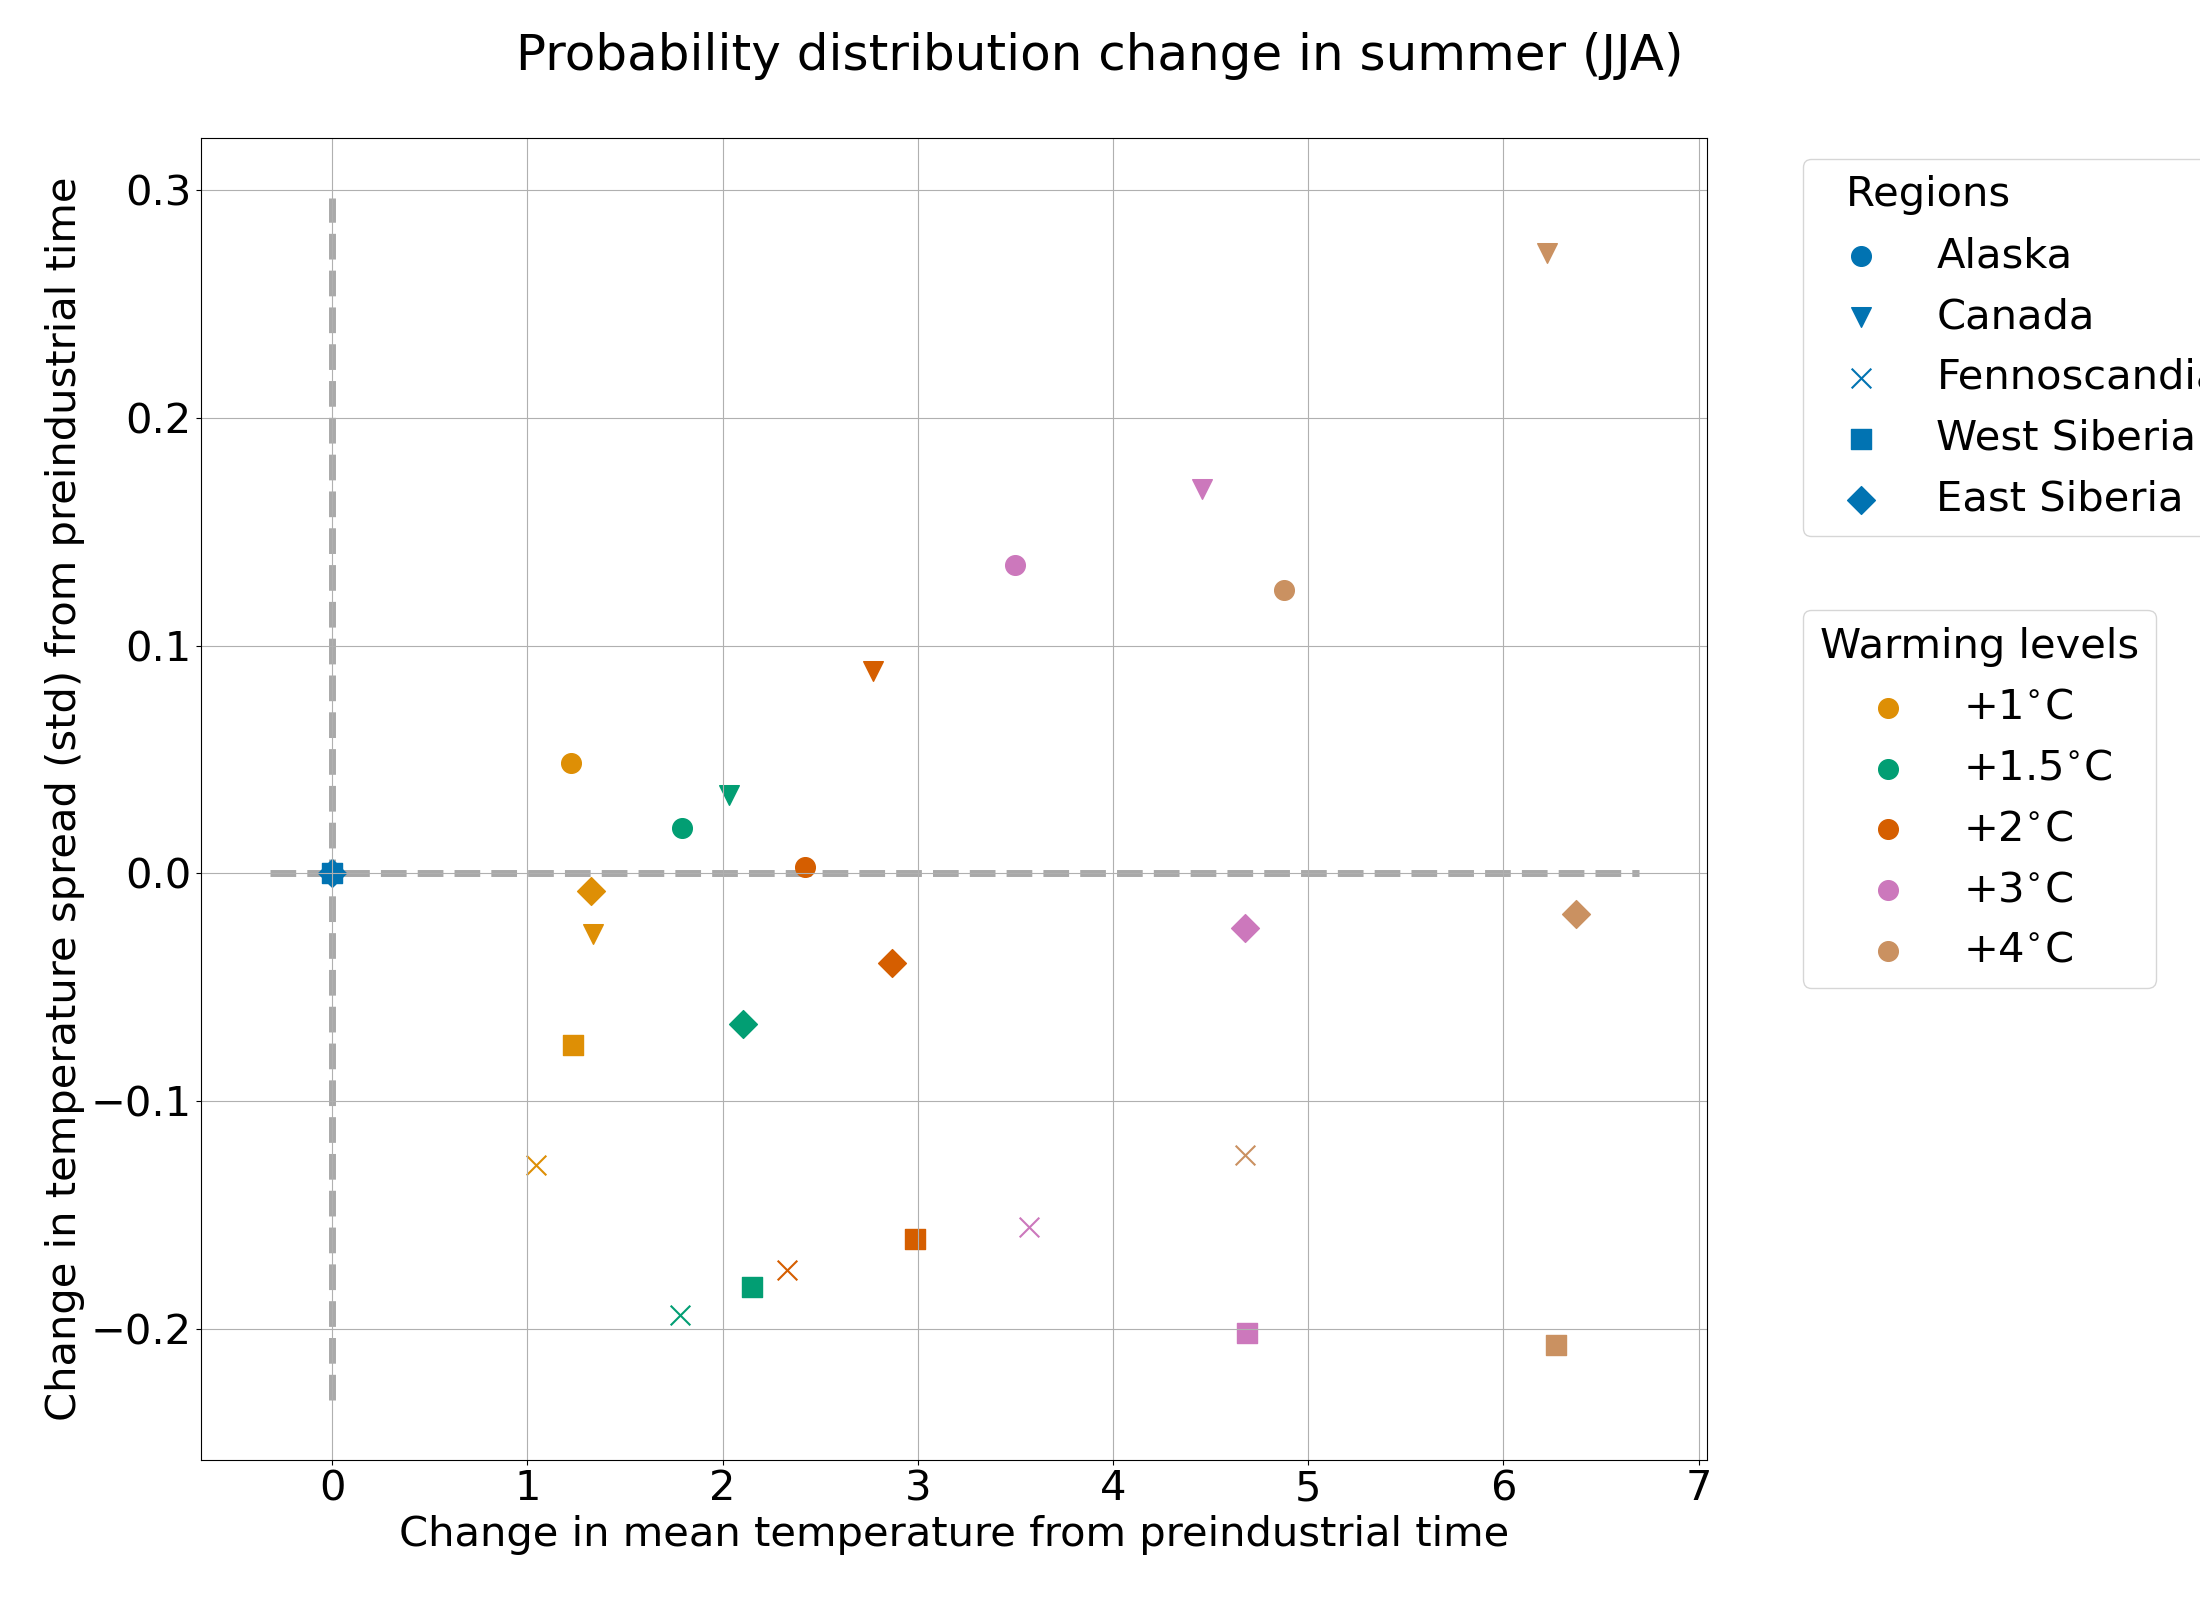 Probability distribution change in summer (JJA)
Change in temperature spread (std) from preindustrial time
0.3
0.2
0.1
0.0
−0.1
−0.2
0 1 2 3 4 5 6 7
Change in mean temperature from preindustrial time
Regions
Alaska
Canada
Fennoscandia
West Siberia
East Siberia
Warming levels
+1°C
+1.5°C
+2°C
+3°C
+4°C